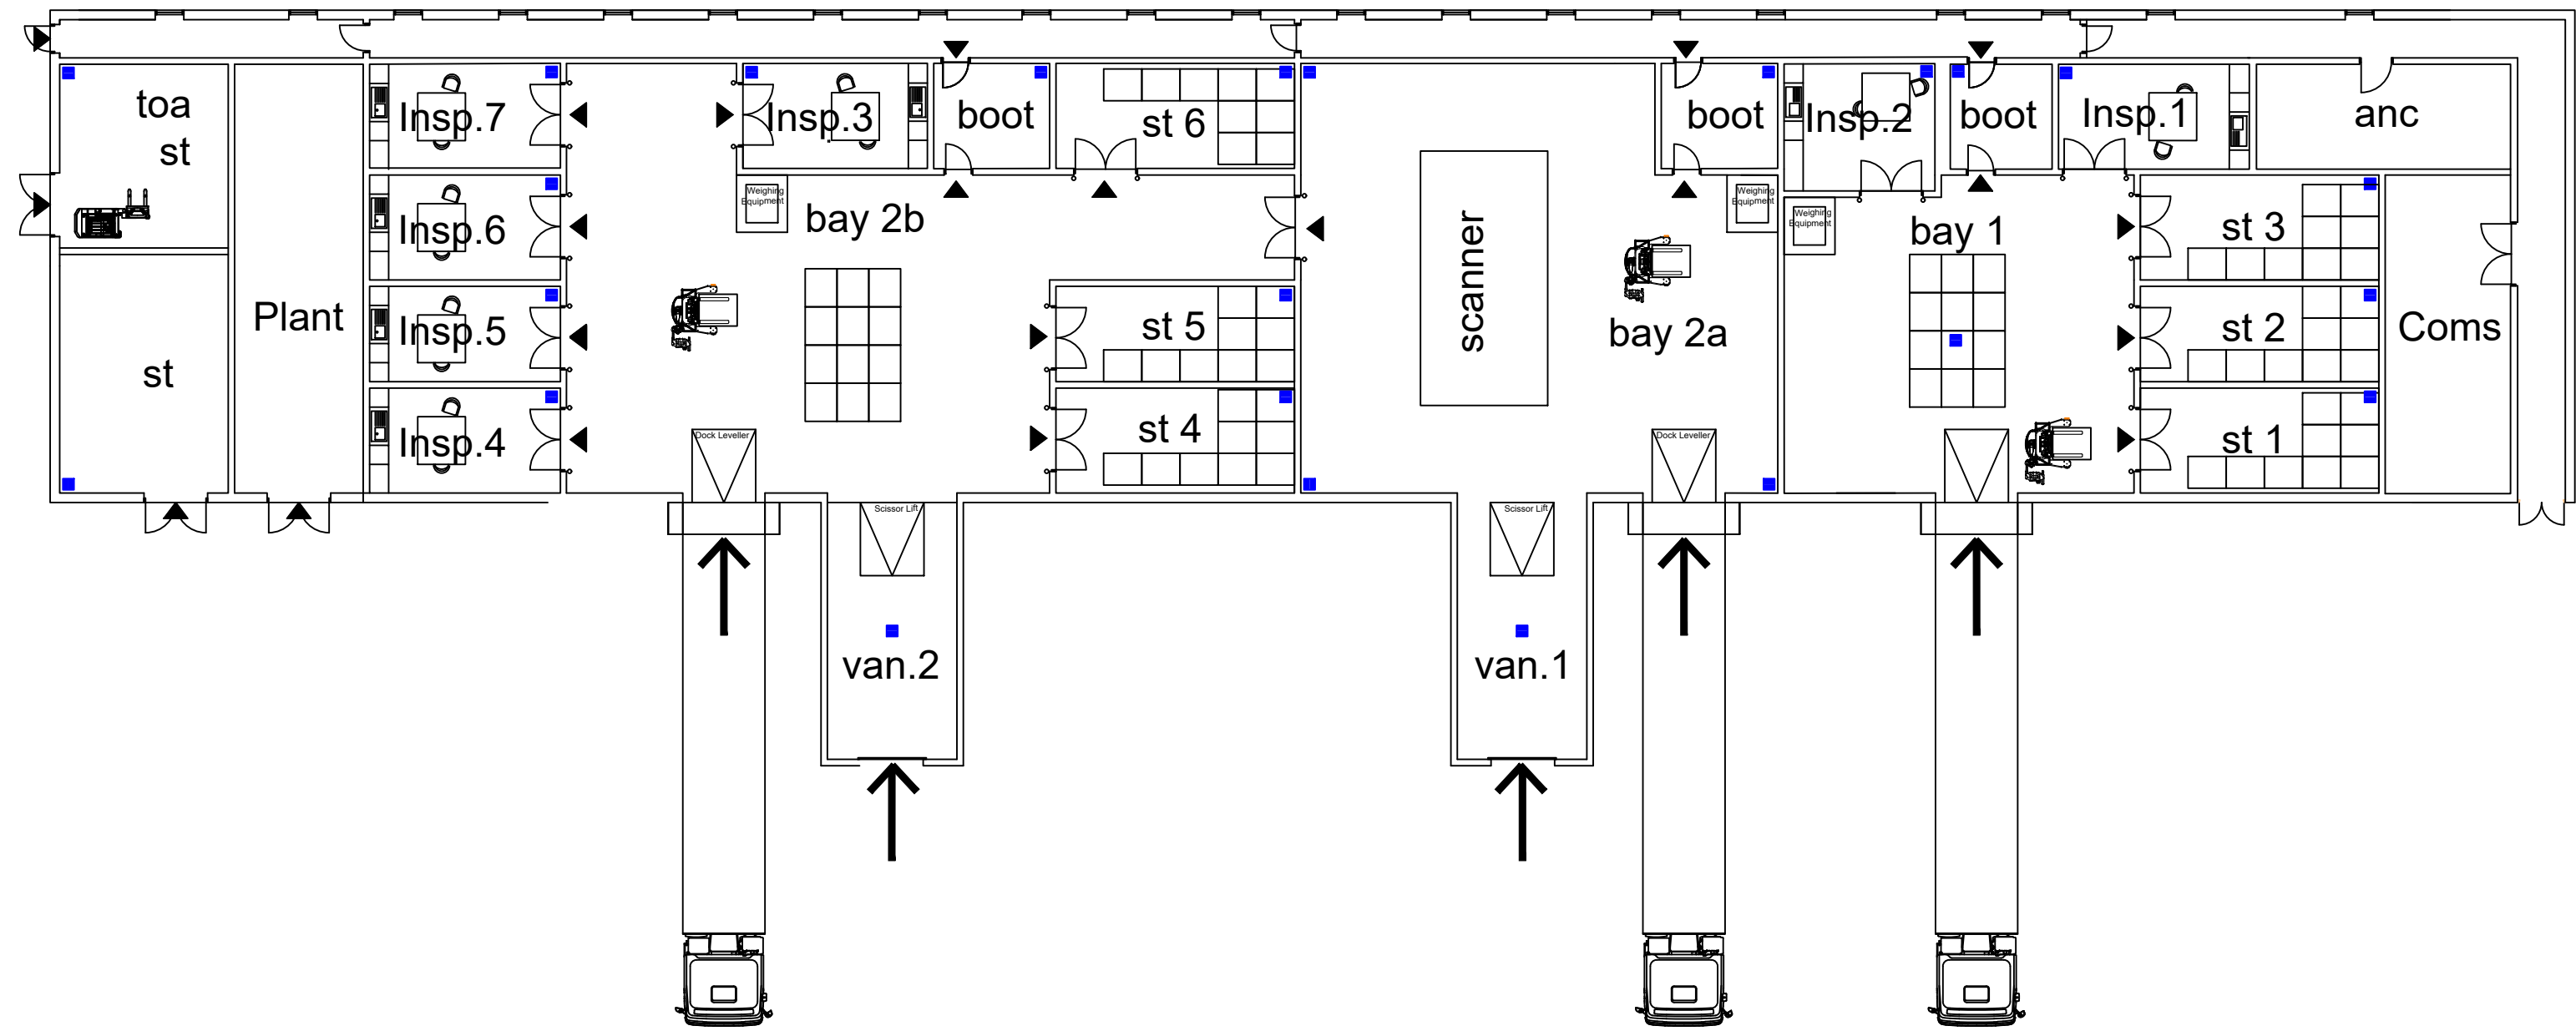 toa
st
st
Plant
Insp.7
Insp.6
Insp.5
Insp.4
Insp.3
boot
st 6
Weighing
Equipment
bay 2b
st 5
st 4
Dock Leveller
Scissor Lift
van.2
scanner
boot
Weighing
Equipment
bay 2a
Dock Leveller
Scissor Lift
van.1
Insp.2
boot
Insp.1
anc
Weighing
Equipment
bay 1
st 3
st 2
st 1
Coms